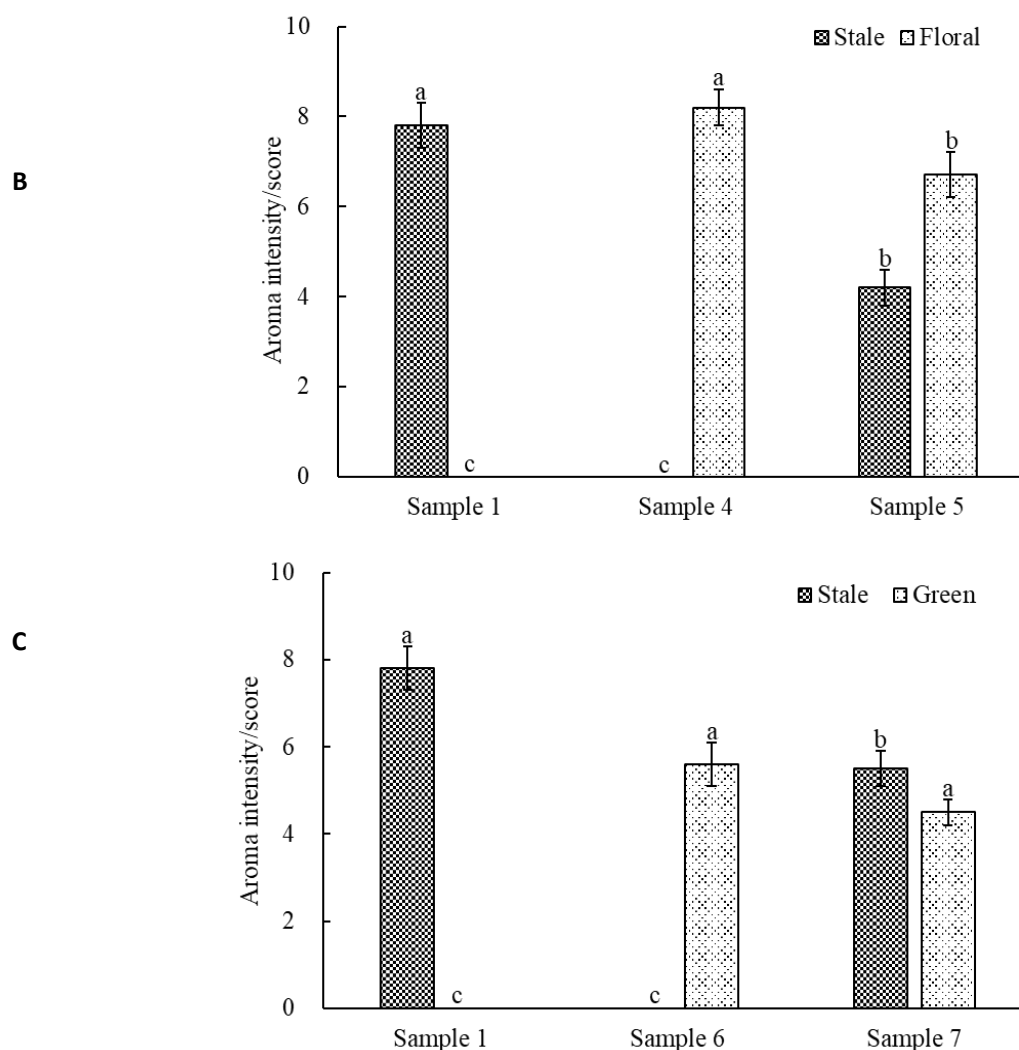 B
Aroma intensity/score
10
8
6
4
2
0
Stale Floral
a
c
c
a
b
b
Sample 1 Sample 4 Sample 5
C
Aroma intensity/score
10
8
6
4
2
0
Stale Green
a
c
c
a
b
a
Sample 1 Sample 6 Sample 7